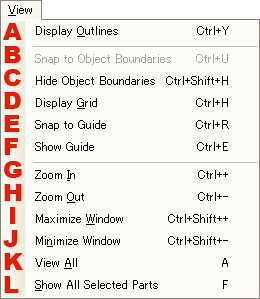 View
A Display Outlines Ctrl+Y
B Snap to Object Boundaries Ctrl+U
C Hide Object Boundaries Ctrl+Shift+H
D Display Grid Ctrl+H
E Snap to Guide Ctrl+R
F Show Guide Ctrl+E
G Zoom In Ctrl++
H Zoom Out Ctrl+-
I Maximize Window Ctrl+Shift++
J Minimize Window Ctrl+Shift+-
K View All A
L Show All Selected Parts F